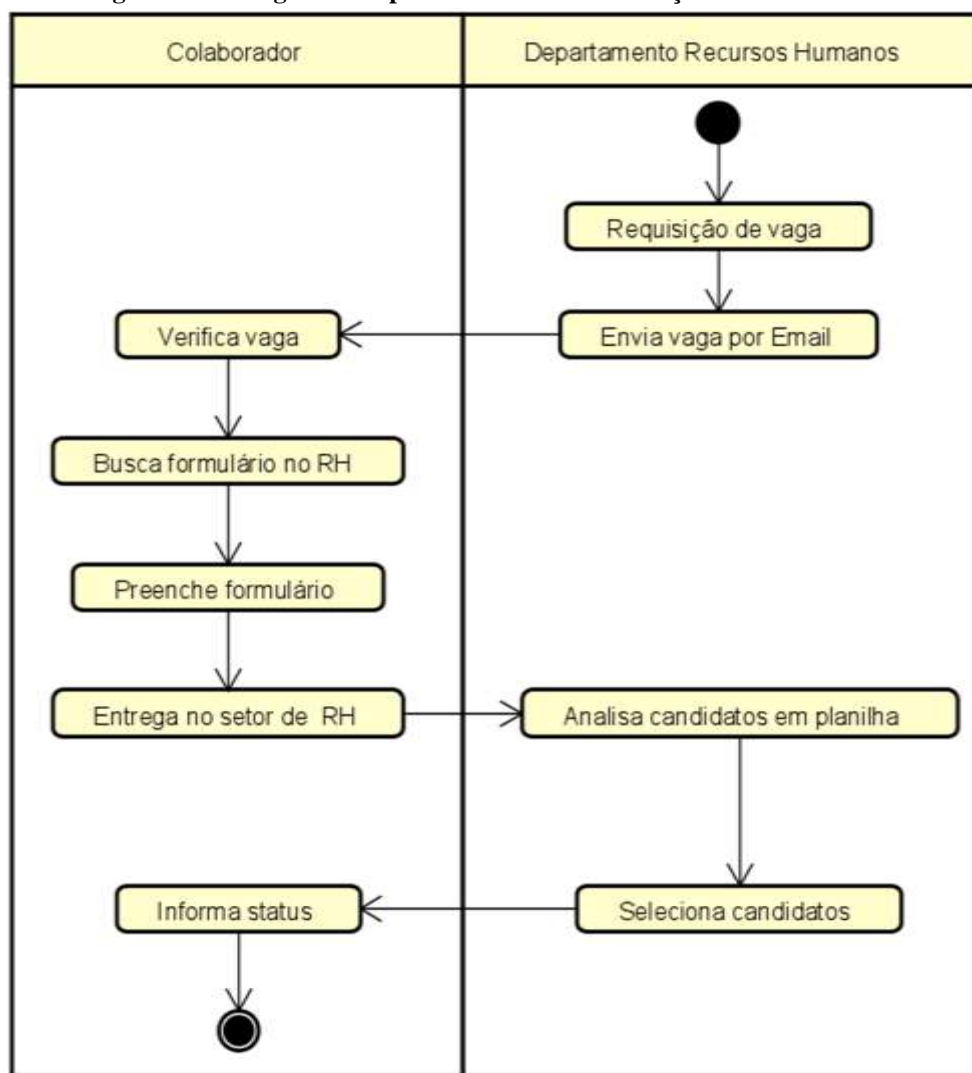 Colaborador
Departamento Recursos Humanos
Requisição de vaga
Verifica vaga
Envia vaga por Email
Busca formulário no RH
Preenche formulário
Entrega no setor de RH
Analisa candidatos em planilha
Informa status
Seleciona candidatos